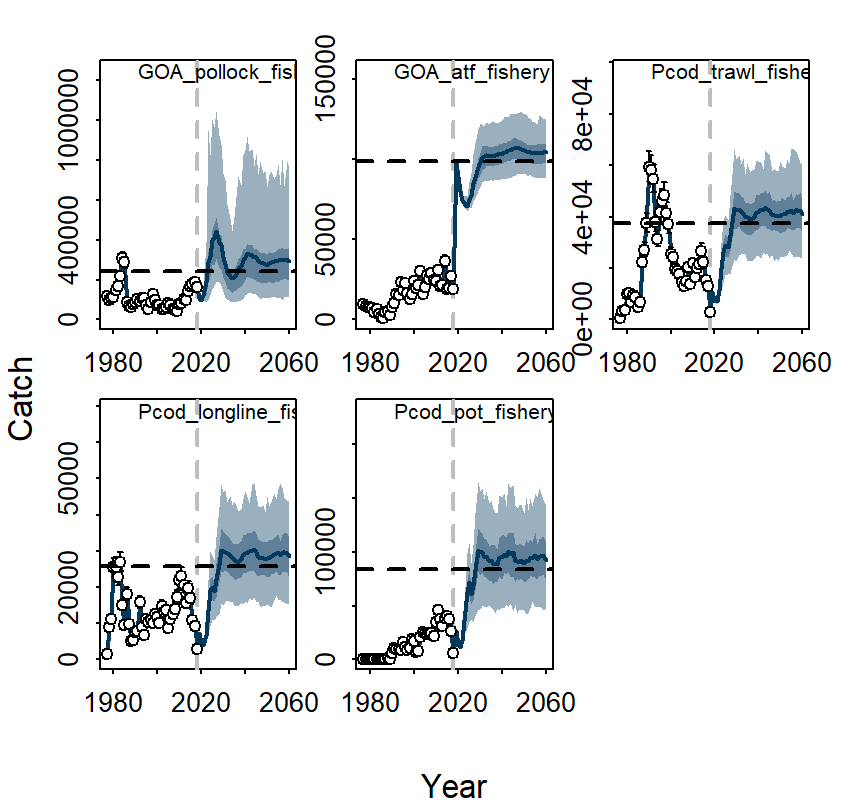 GOA_pollock_fisl
GOA_atf_fishery
Pcod_trawl_fishe
0 400000 1000000
0 50000 150000
0e+00 4e+04 8e+04
1980 2020 2060
1980 2020 2060
1980 2020 2060
Catch
Pcod_longline_fis
Pcod_pot_fishery
0 20000 50000
0 100000
1980 2020 2060
1980 2020 2060
Year